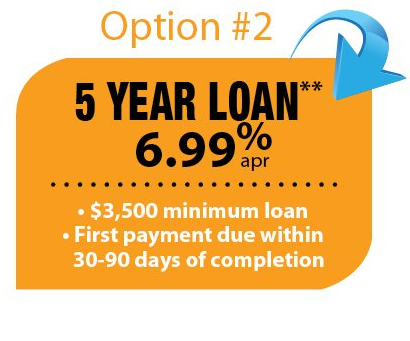 Option #2
5 YEAR LOAN**
6.99% apr
• $3,500 minimum loan
• First payment due within
30-90 days of completion